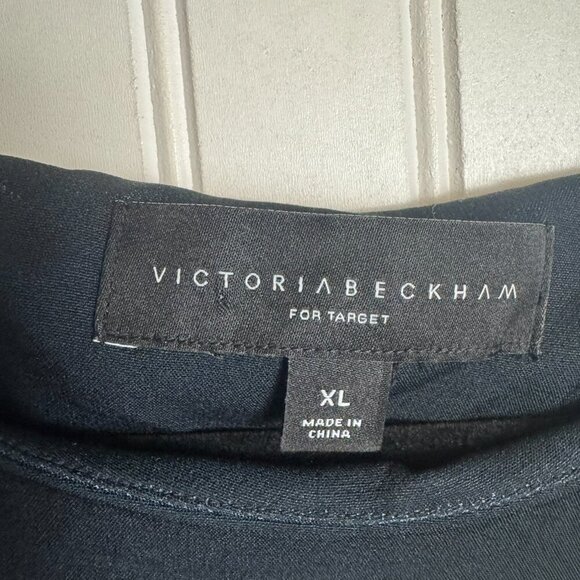 VICTORIABECKHAM
FOR TARGET
XL
MADE IN
CHINA